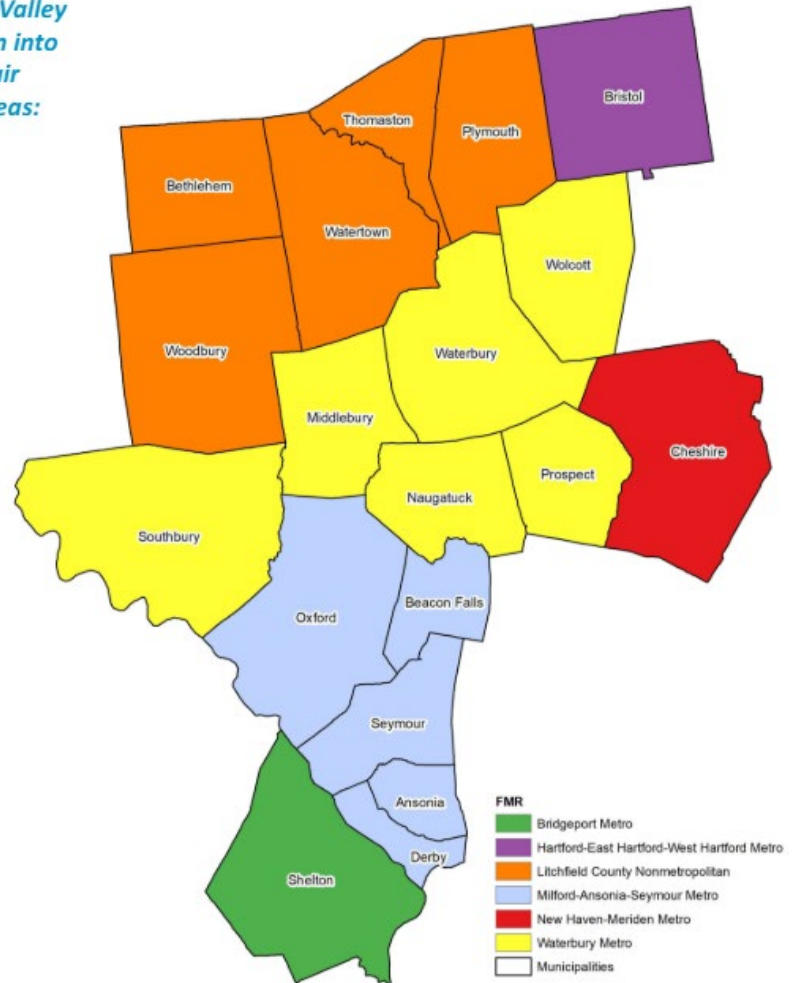 Valley
into
eas:
Bristol
Thomaston
Plymouth
Bethlehem
Watertown
Wolcott
Woodbury
Waterbury
Middlebury
Cheshire
Prospect
Naugatuck
Southbury
Beacon Falls
Oxford
Seymour
Ansonia
Derby
Shelton
FMR
Bridgeport Metro
Hartford-East Hartford-West Hartford Metro
Litchfield County Nonmetropolitan
Milford-Ansonia-Seymour Metro
New Haven-Meriden Metro
Waterbury Metro
Municipalities